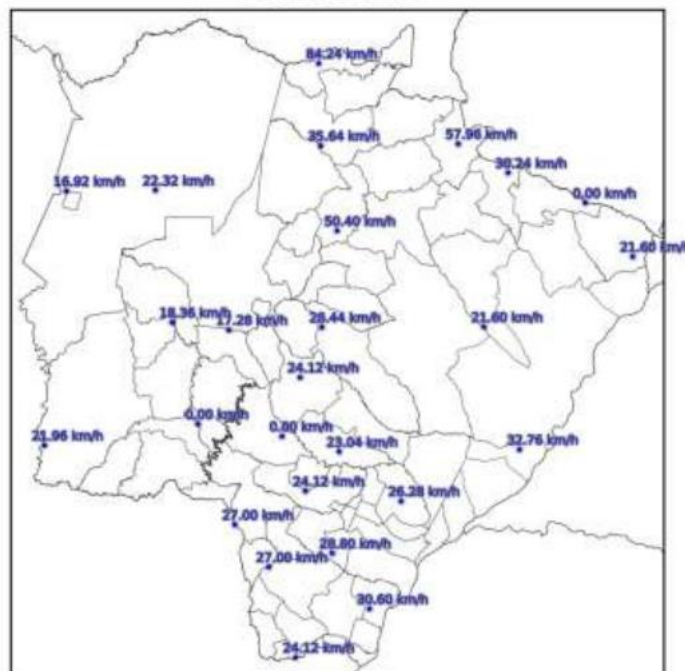 84.24 km/h
35.64 km/h
57.96 km/h
30.24 km/h
16.92 km/h
22.32 km/h
0.00 km/h
50.40 km/h
21.60 km/h
18.36 km/h
17.28 km/h
28.44 km/h
21.60 km/h
24.12 km/h
0.00 km/h
0.00 km/h
21.96 km/h
23.04 km/h
32.76 km/h
24.12 km/h
26.28 km/h
27.00 km/h
28.80 km/h
27.00 km/h
30.60 km/h
24.12 km/h